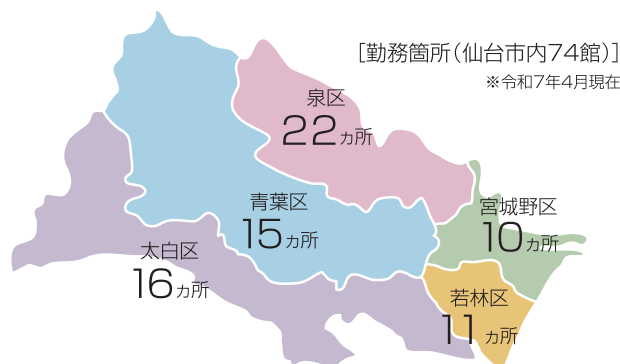 [勤務箇所(仙台市内74館)]
※令和7年4月現在
泉区
22ヵ所
青葉区
15ヵ所
宮城野区
10ヵ所
太白区
16ヵ所
若林区
11ヵ所